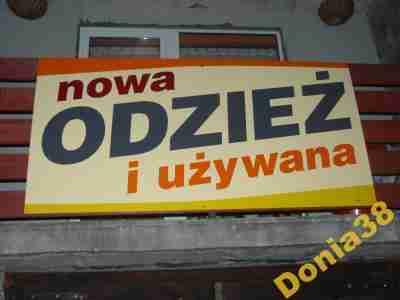 nowa
ODZIEŻ
i używana
Donia38